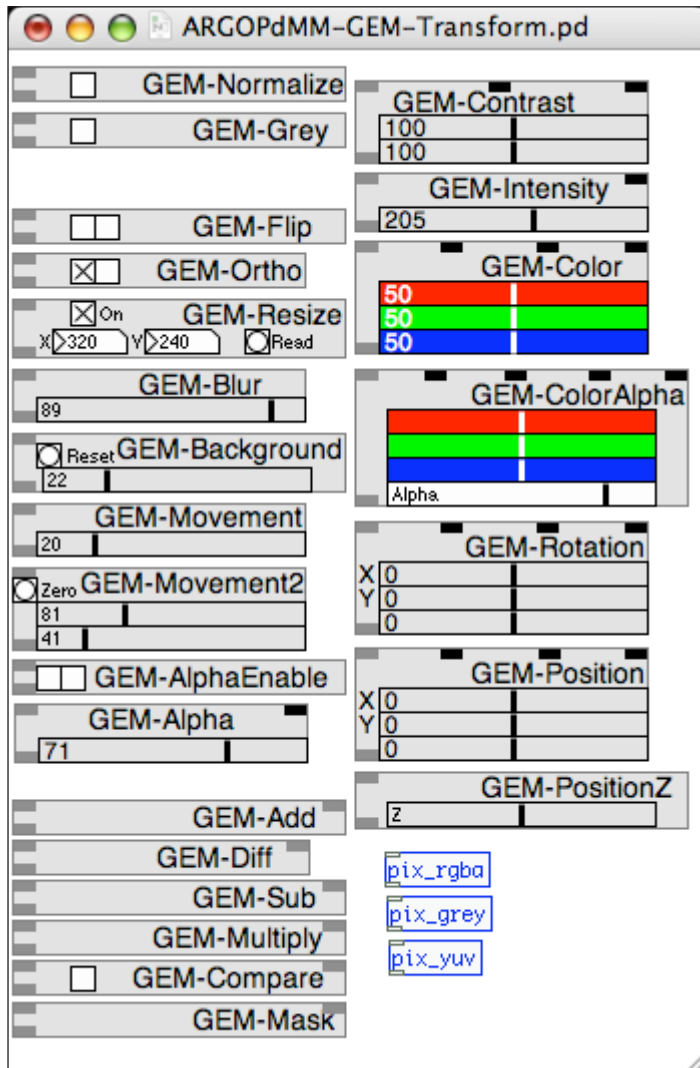 ARGOPdMM-GEM-Transform.pd
GEM-Normalize
GEM-Grey
GEM-Flip
GEM-Ortho
On GEM-Resize
X 320 Y 240 Read
GEM-Blur
89
Reset GEM-Background
22
GEM-Movement
20
Zero GEM-Movement2
81
41
GEM-AlphaEnable
GEM-Alpha
71
GEM-Add
GEM-Diff
GEM-Sub
GEM-Multiply
GEM-Compare
GEM-Mask
GEM-Contrast
100
100
GEM-Intensity
205
GEM-Color
50
50
50
GEM-ColorAlpha
Alpha
GEM-Rotation
X 0
Y 0
0
GEM-Position
X 0
Y 0
0
GEM-PositionZ
Z
pix_rgba
pix_grey
pix_yuv